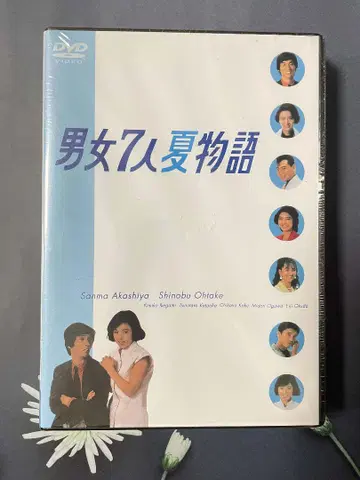 DVD
VIDEO
男女7人夏物語
Sanma Akashiya Shinobu Ohtake